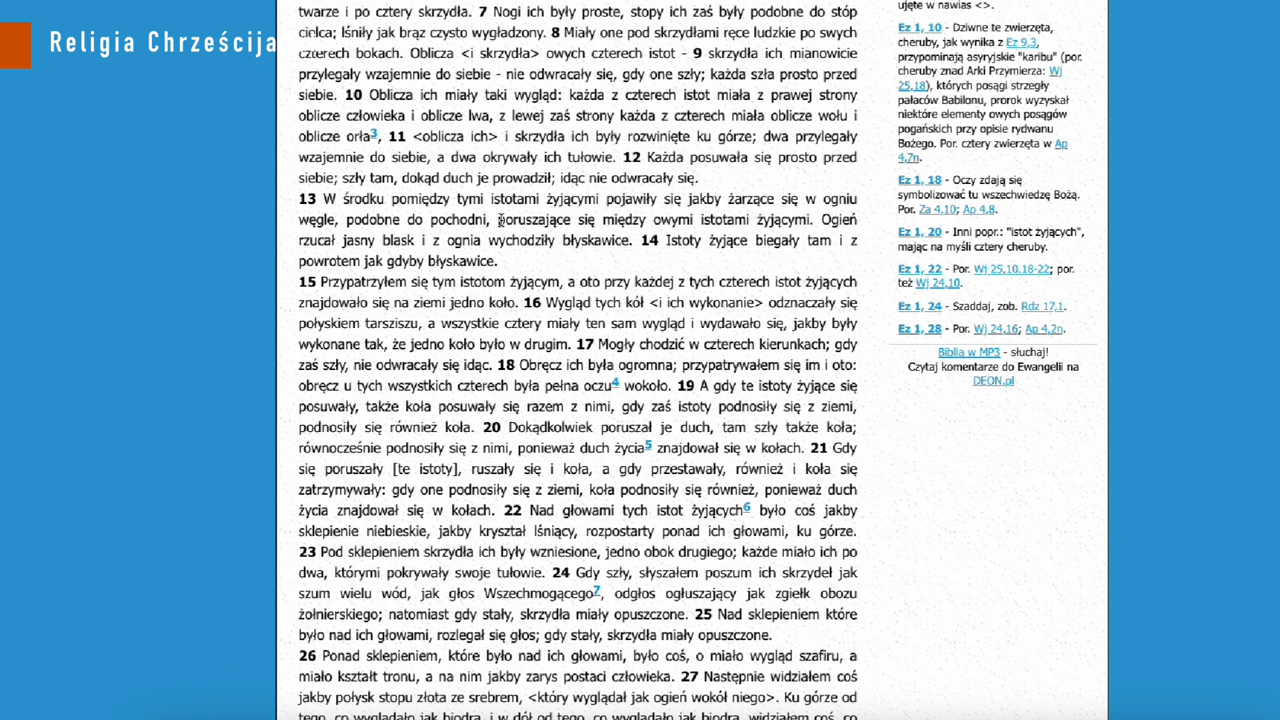 Religia Chrześcija
twarze i po cztery skrzydła. 7 Nogi ich były proste, stopy ich zaś były podobne do stóp
cielca; lśniły jak brąz czysto wygładzony. 8 Miały one pod skrzydłami ręce ludzkie po swych
czterech bokach. Oblicza <i skrzydła> owych czterech istot - 9 skrzydła ich mianowicie
przylegały wzajemnie do siebie - nie odwracały się, gdy one szły; każda szła prosto przed
siebie. 10 Oblicza ich miały taki wygląd: każda z czterech istot miała z prawej strony
oblicze człowieka i oblicze lwa, z lewej zaś strony każda z czterech miała oblicze wołu i
oblicze orła3, 11 <oblicza ich> i skrzydła ich były rozwinięte ku górze; dwa przylegały
wzajemnie do siebie, a dwa okrywały ich tułowie. 12 Każda posuwała się prosto przed
siebie; szły tam, dokąd duch je prowadził; idąc nie odwracały się.
13 W środku pomiędzy tymi istotami żyjącymi pojawiły się jakby żarzące się w ogniu
węgle, podobne do pochodni, poruszające się między owymi istotami żyjącymi. Ogień
rzucał jasny blask i z ognia wychodziły błyskawice. 14 Istoty żyjące biegały tam i z
powrotem jak gdyby błyskawice.
15 Przypatrzyłem się tym istotom żyjącym, a oto przy każdej z tych czterech istot żyjących
znajdowało się na ziemi jedno koło. 16 Wygląd tych kół <i ich wykonanie> odznaczały się
połyskiem tarsziszu, a wszystkie cztery miały ten sam wygląd i wydawało się, jakby były
wykonane tak, że jedno koło było w drugim. 17 Mogły chodzić w czterech kierunkach; gdy
zaś szły, nie odwracały się idąc. 18 Obręcz ich była ogromna; przypatrywałem się im i oto:
obręcz u tych wszystkich czterech była pełna oczu4 wokoło. 19 A gdy te istoty żyjące się
posuwały, także koła posuwały się razem z nimi, gdy zaś istoty podnosiły się z ziemi,
podnosiły się również koła. 20 Dokądkolwiek poruszał je duch, tam szły także koła;
równocześnie podnosiły się z nimi, ponieważ duch życia5 znajdował się w kołach. 21 Gdy
się poruszały [te istoty], ruszały się i koła, a gdy przestawały, również i koła się
zatrzymywały: gdy one podnosiły się z ziemi, koła podnosiły się również, ponieważ duch
życia znajdował się w kołach. 22 Nad głowami tych istot żyjących6 było coś jakby
sklepienie niebieskie, jakby kryształ lśniący, rozpostarty ponad ich głowami, ku górze.
23 Pod sklepieniem skrzydła ich były wzniesione, jedno obok drugiego; każde miało ich po
dwa, którymi pokrywały swoje tułowie. 24 Gdy szły, słyszałem poszum ich skrzydeł jak
szum wielu wód, jak głos Wszechmogącego7, odgłos ogłuszający jak zgiełk obozu
żołnierskiego; natomiast gdy stały, skrzydła miały opuszczone. 25 Nad sklepieniem które
było nad ich głowami, rozlegał się głos; gdy stały, skrzydła miały opuszczone.
26 Ponad sklepieniem, które było nad ich głowami, było coś, o miało wygląd szafiru, a
miało kształt tronu, a na nim jakby zarys postaci człowieka. 27 Następnie widziałem coś
jakby połysk stopu złota ze srebrem, <który wyglądał jak ogień wokół niego>. Ku górze od
tego, co wyglądało jak biodra, i w dół od tego, co wyglądało jak biodra, widziałem coś, co
ujęte w nawias <>.
Ez 1, 10 - Dziwne te zwierzęta,
cheruby, jak wynika z Ez 9,3,
przypominają asyryjskie "karibu" (por.
cheruby znad Arki Przymierza: Wj
25,18), których posągi strzegły
pałaców Babilonu, prorok wyzyskał
niektóre elementy owych posągów
pogańskich przy opisie rydwanu
Bożego. Por. cztery zwierzęta w Ap
4,7n.
Ez 1, 18 - Oczy zdają się
symbolizować tu wszechwiedzę Bożą.
Por. Za 4,10; Ap 4,8.
Ez 1, 20 - Inni popr.: "istot żyjących",
mając na myśli cztery cheruby.
Ez 1, 22 - Por. Wj 25,10.18-22; por.
też Wj 24,10.
Ez 1, 24 - Szaddaj, zob. Rdz 17,1.
Ez 1, 28 - Por. Wj 24,16; Ap 4,2n.
Biblia w MP3 - słuchaj!
Czytaj komentarze do Ewangelii na
DEON.pl